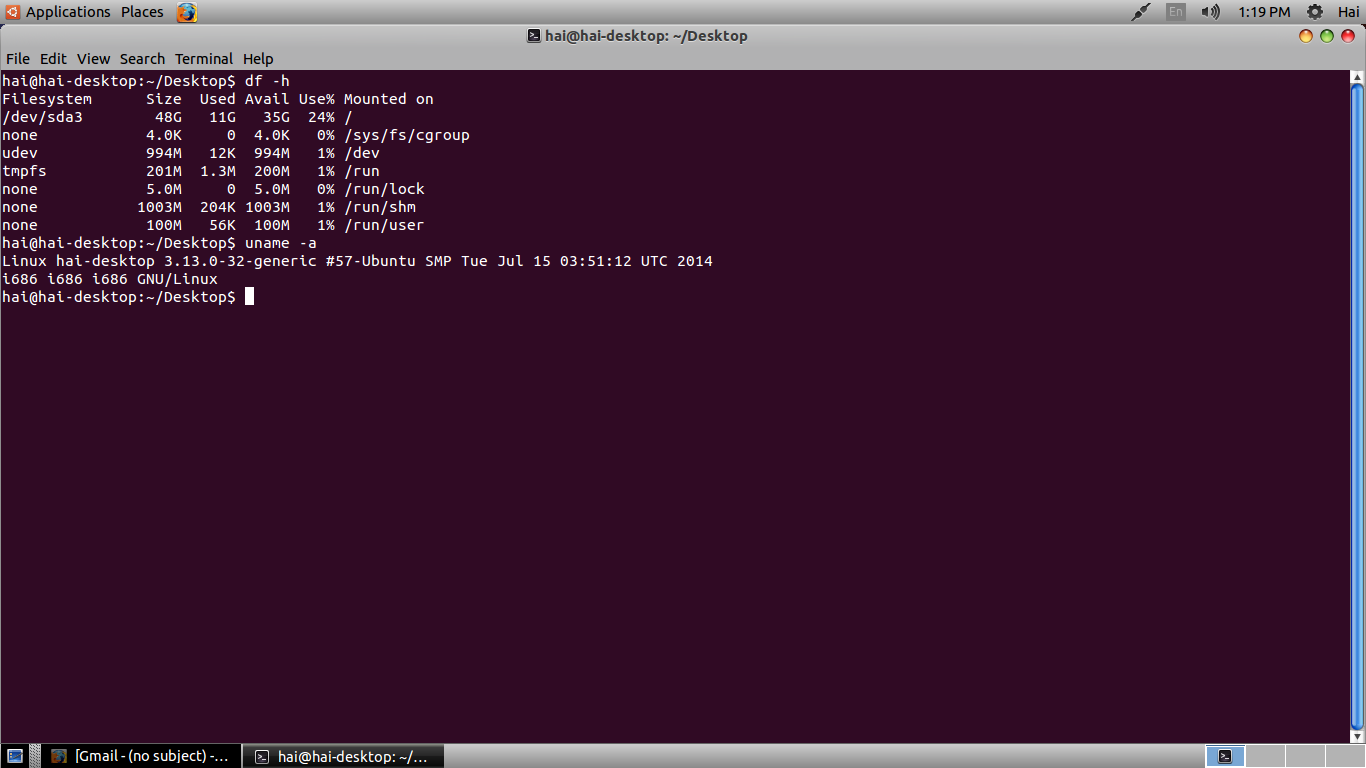 Applications Places En 1:19 PM Hai
hai@hai-desktop: ~/Desktop
File Edit View Search Terminal Help
hai@hai-desktop:~/Desktop$ df -h
Filesystem      Size  Used Avail Use% Mounted on
/dev/sda3        48G   11G   35G  24% /
none            4.0K     0  4.0K   0% /sys/fs/cgroup
udev            994M   12K  994M   1% /dev
tmpfs           201M  1.3M  200M   1% /run
none            5.0M     0  5.0M   0% /run/lock
none           1003M  204K 1003M   1% /run/shm
none            100M   56K  100M   1% /run/user
hai@hai-desktop:~/Desktop$ uname -a
Linux hai-desktop 3.13.0-32-generic #57-Ubuntu SMP Tue Jul 15 03:51:12 UTC 2014
i686 i686 i686 GNU/Linux
hai@hai-desktop:~/Desktop$
[Gmail - (no subject) -... hai@hai-desktop: ~/...